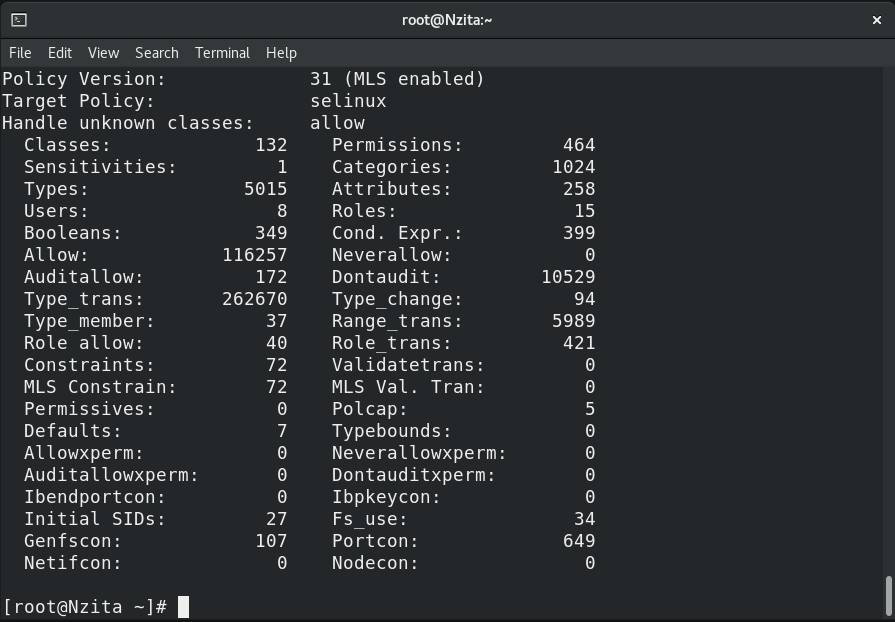 root@Nzita:~
File Edit View Search Terminal Help
Policy Version: 31 (MLS enabled)
Target Policy: selinux
Handle unknown classes: allow
Classes: 132 Permissions: 464
Sensitivities: 1 Categories: 1024
Types: 5015 Attributes: 258
Users: 8 Roles: 15
Booleans: 349 Cond. Expr.: 399
Allow: 116257 Neverallow: 0
Auditallow: 172 Dontaudit: 10529
Type_trans: 262670 Type_change: 94
Type_member: 37 Range_trans: 5989
Role allow: 40 Role_trans: 421
Constraints: 72 Validatetrans: 0
MLS Constrain: 72 MLS Val. Tran: 0
Permissives: 0 Polcap: 5
Defaults: 7 Typebounds: 0
Allowxperm: 0 Neverallowxperm: 0
Auditallowxperm: 0 Dontauditxperm: 0
Ibendportcon: 0 Ibpkeycon: 0
Initial SIDs: 27 Fs_use: 34
Genfscon: 107 Portcon: 649
Netifcon: 0 Nodecon: 0
[root@Nzita ~]#